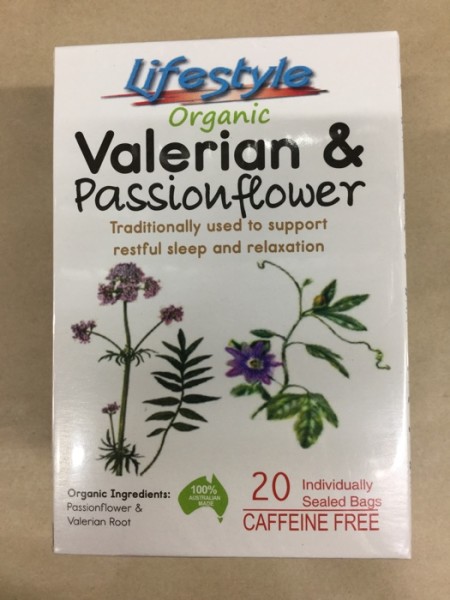 Lifestyle
Organic
Valerian &
Passionflower
Traditionally used to support
restful sleep and relaxation
Organic Ingredients:
Passionflower &
Valerian Root
100%
AUSTRALIAN
MADE
20 Individually
Sealed Bags
CAFFEINE FREE